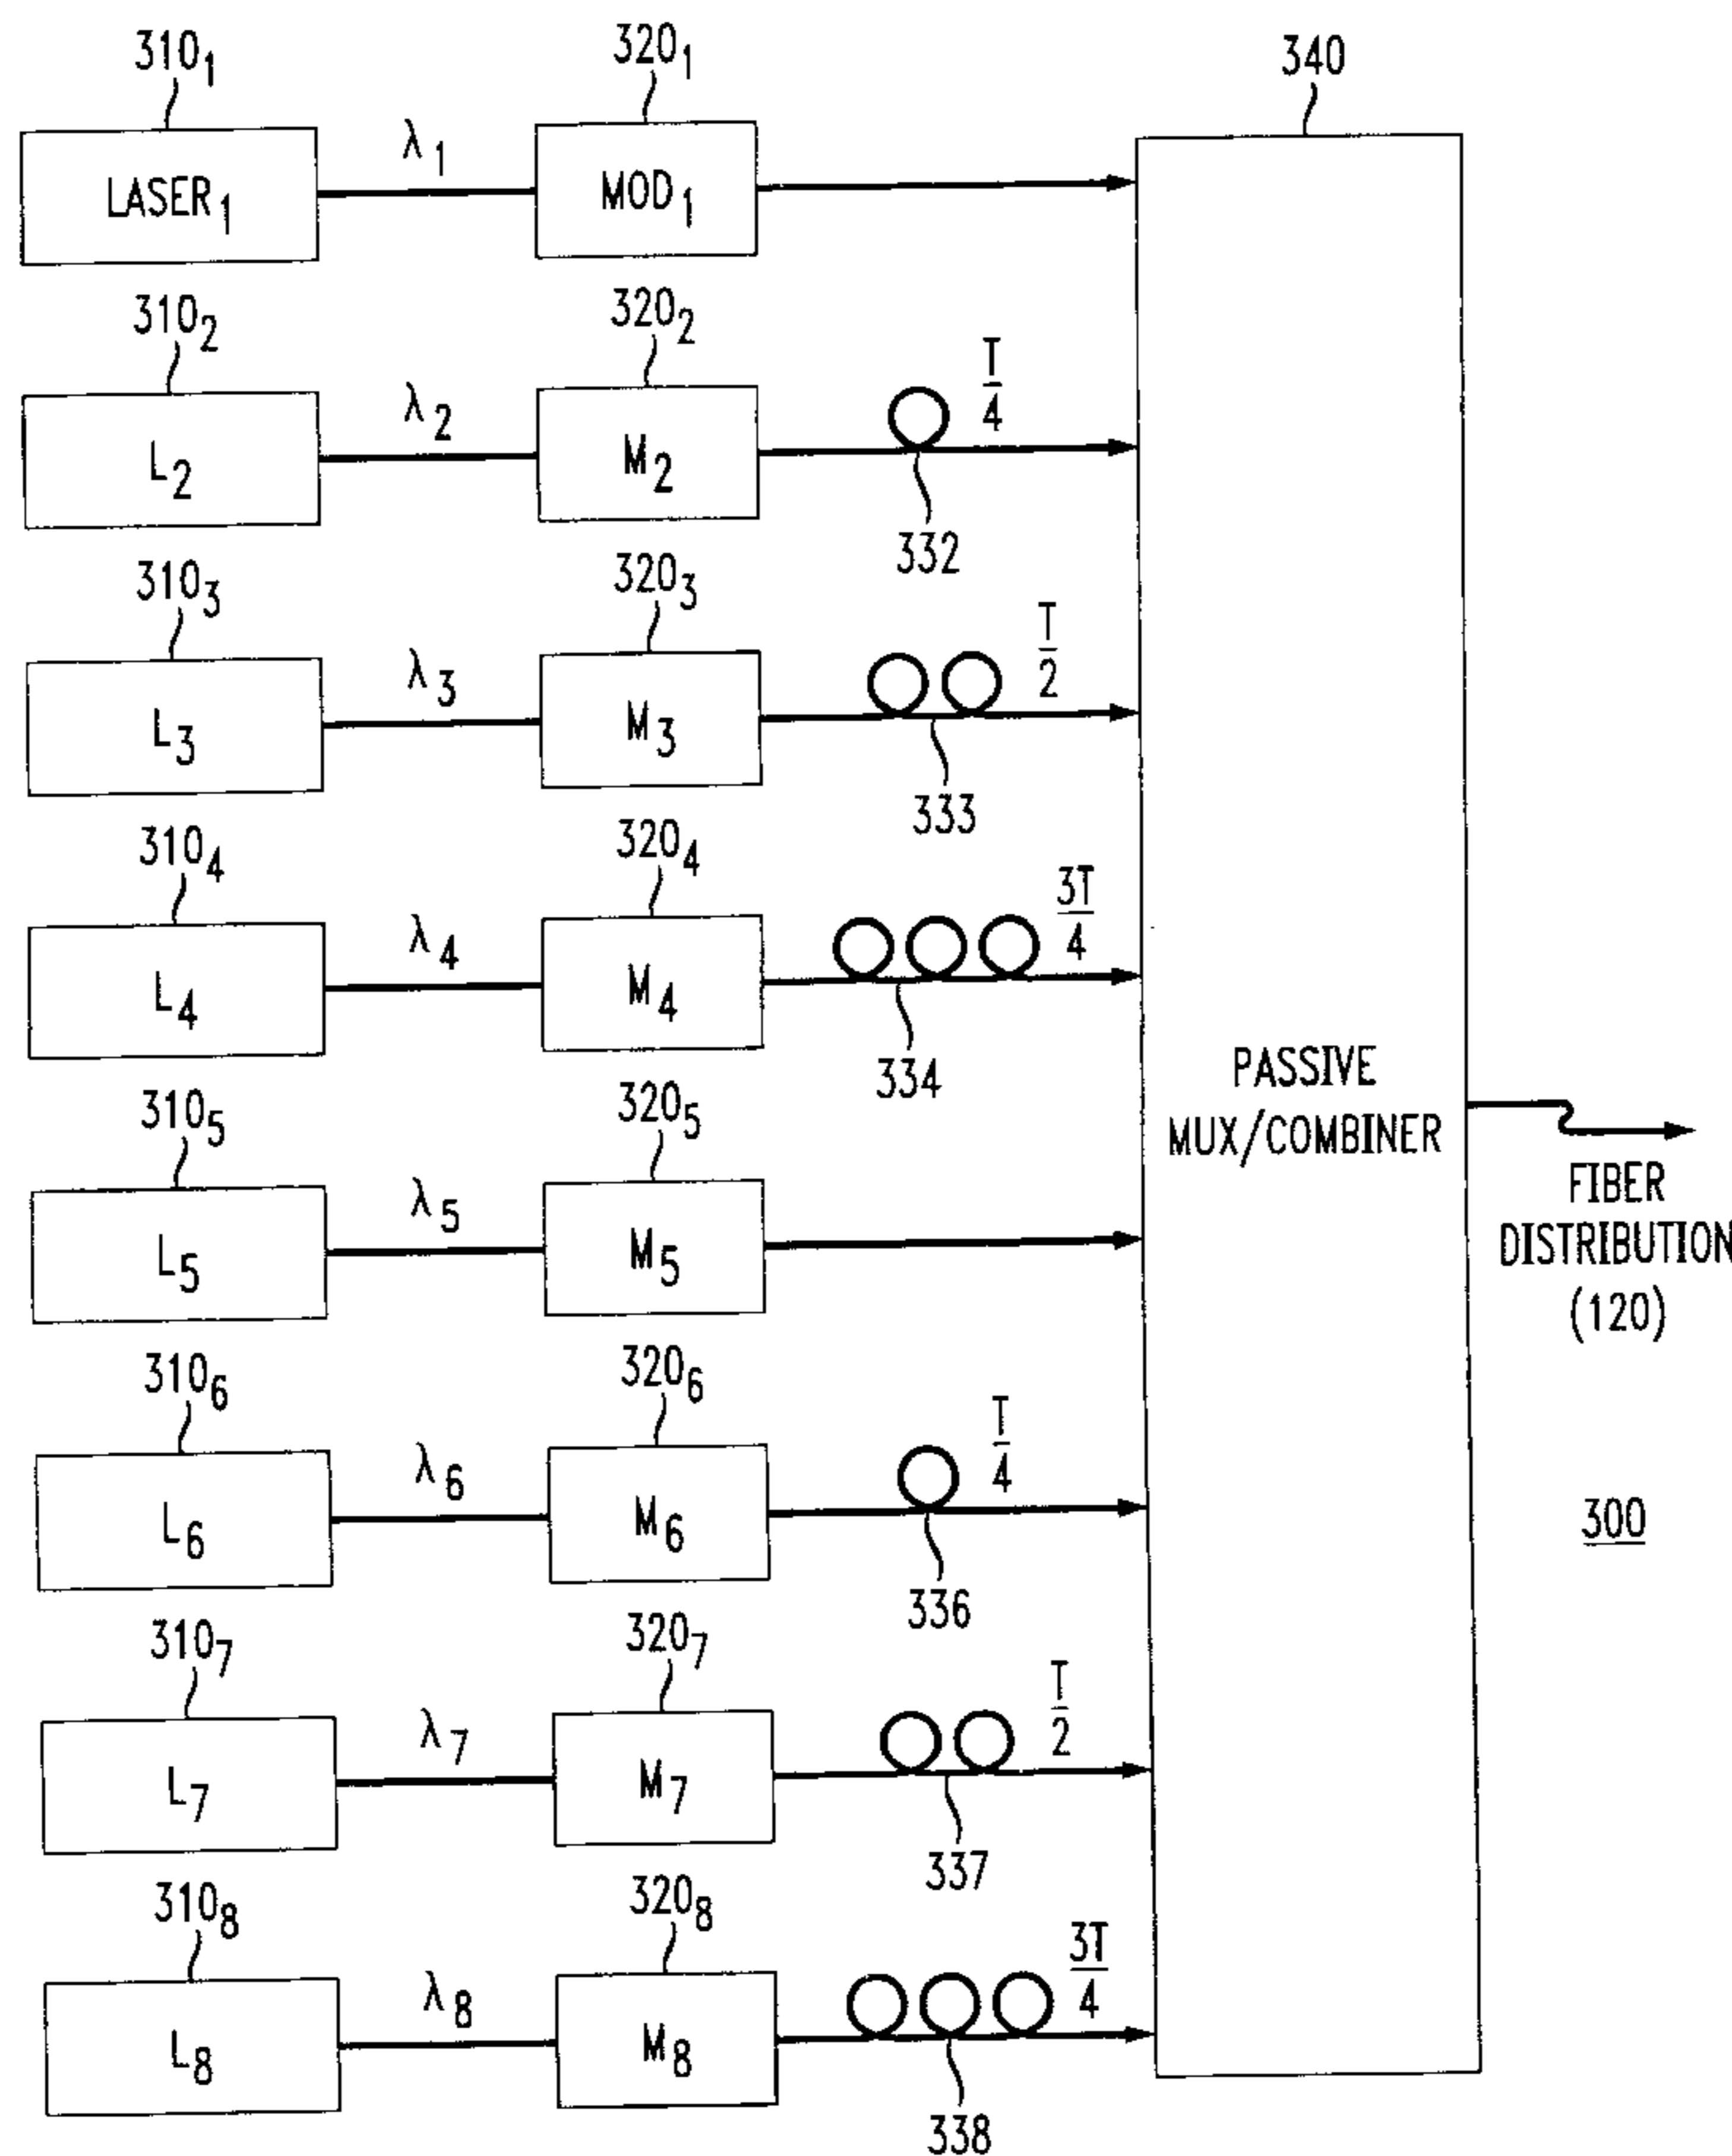 310₁
320₁
340
LASER₁
λ₁
MOD₁
310₂
320₂
L₂
λ₂
M₂
T/4
332
310₃
320₃
L₃
λ₃
M₃
T/2
333
310₄
320₄
L₄
λ₄
M₄
3T/4
334
PASSIVE
MUX/COMBINER
FIBER
DISTRIBUTION
(120)
310₅
320₅
L₅
λ₅
M₅
310₆
320₆
L₆
λ₆
M₆
T/4
336
300
310₇
320₇
L₇
λ₇
M₇
T/2
337
310₈
320₈
L₈
λ₈
M₈
3T/4
338